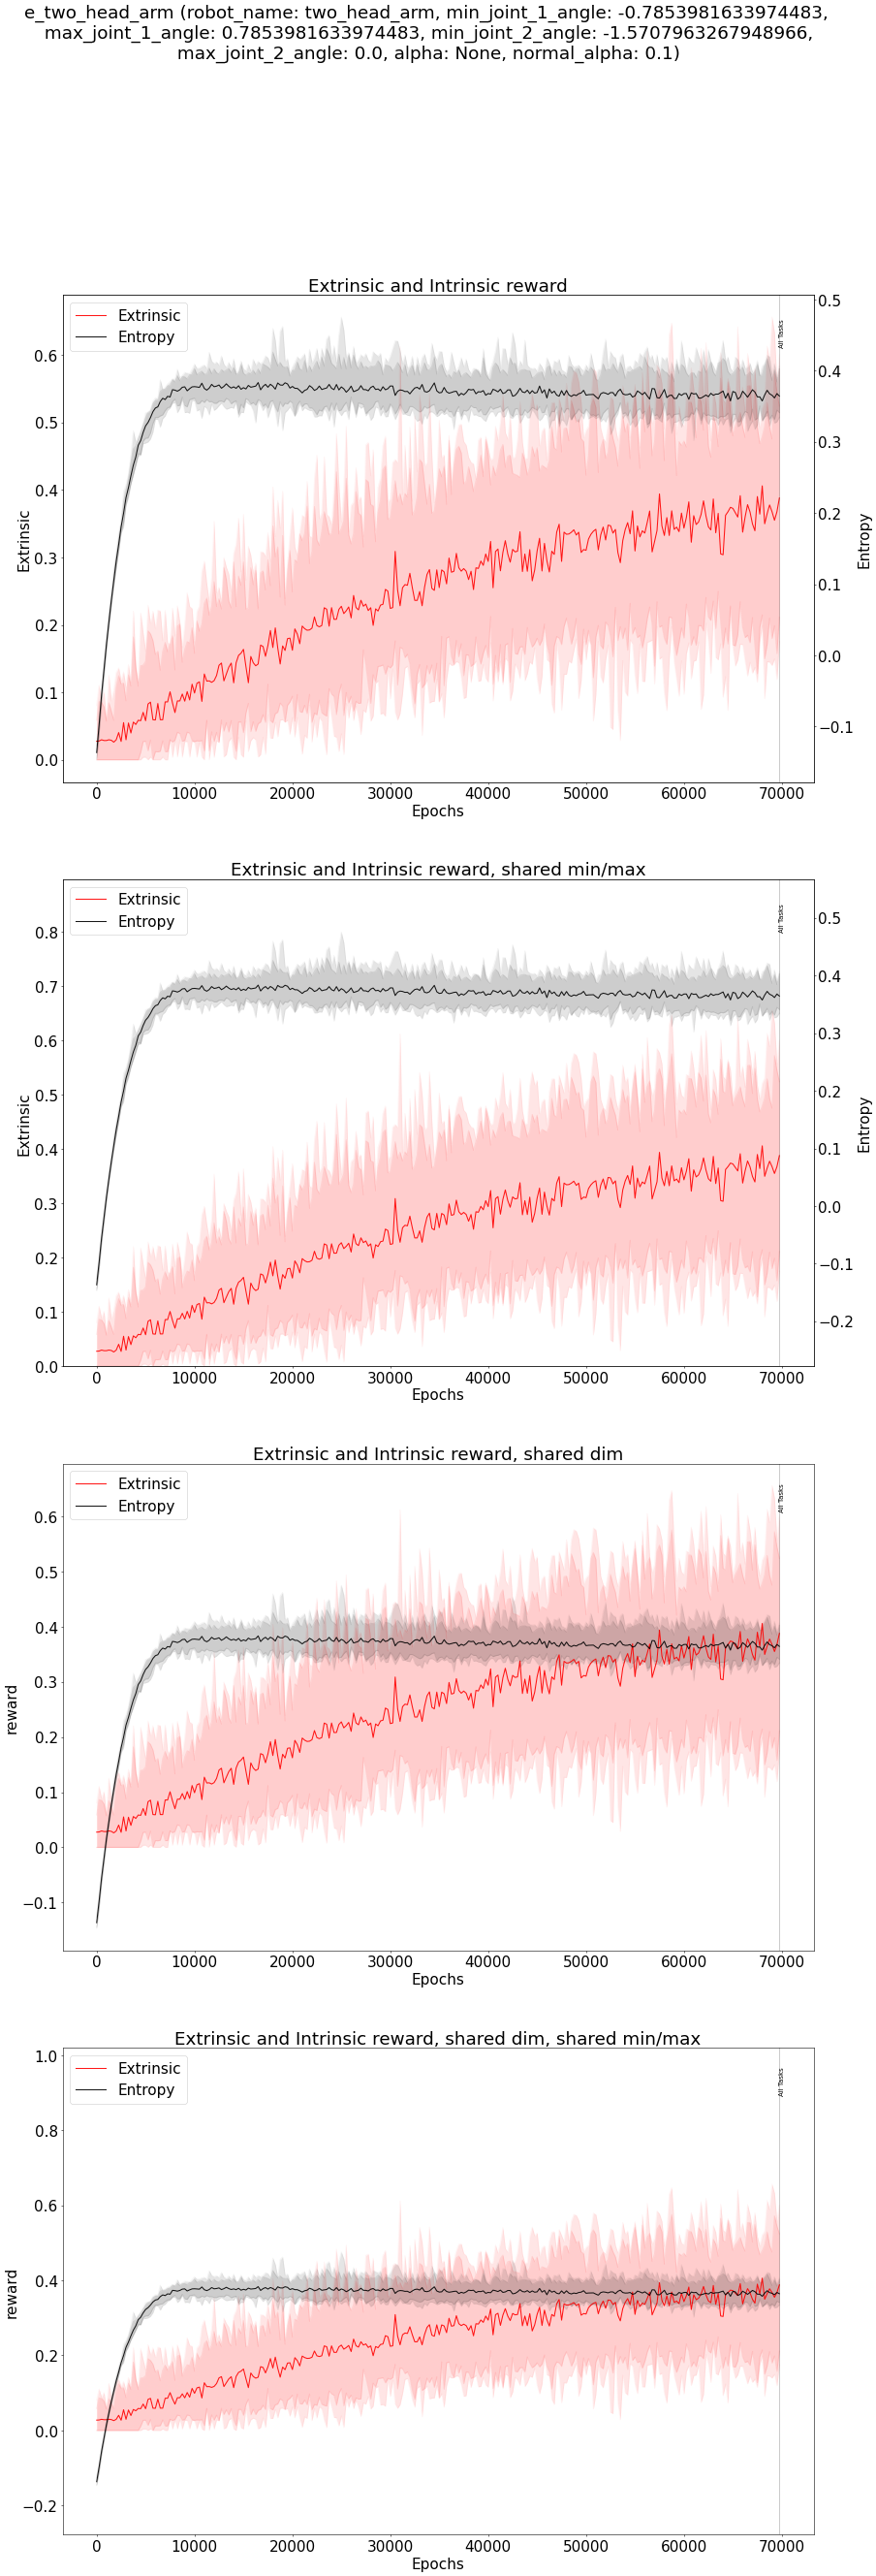 e_two_head_arm (robot_name: two_head_arm, min_joint_1_angle: -0.7853981633974483,
max_joint_1_angle: 0.7853981633974483, min_joint_2_angle: -1.5707963267948966,
max_joint_2_angle: 0.0, alpha: None, normal_alpha: 0.1)
Extrinsic and Intrinsic reward
Extrinsic
Entropy
All Tasks
0.6
0.5
0.4
0.3
0.2
0.1
0.0
Extrinsic
0.5
0.4
0.3
0.2
0.1
0.0
−0.1
Entropy
0 10000 20000 30000 40000 50000 60000 70000
Epochs
Extrinsic and Intrinsic reward, shared min/max
Extrinsic
Entropy
All Tasks
0.8
0.7
0.6
0.5
0.4
0.3
0.2
0.1
0.0
Extrinsic
0.5
0.4
0.3
0.2
0.1
0.0
−0.1
−0.2
Entropy
0 10000 20000 30000 40000 50000 60000 70000
Epochs
Extrinsic and Intrinsic reward, shared dim
Extrinsic
Entropy
All Tasks
0.6
0.5
0.4
0.3
0.2
0.1
0.0
−0.1
reward
0 10000 20000 30000 40000 50000 60000 70000
Epochs
Extrinsic and Intrinsic reward, shared dim, shared min/max
Extrinsic
Entropy
All Tasks
1.0
0.8
0.6
0.4
0.2
0.0
−0.2
reward
0 10000 20000 30000 40000 50000 60000 70000
Epochs